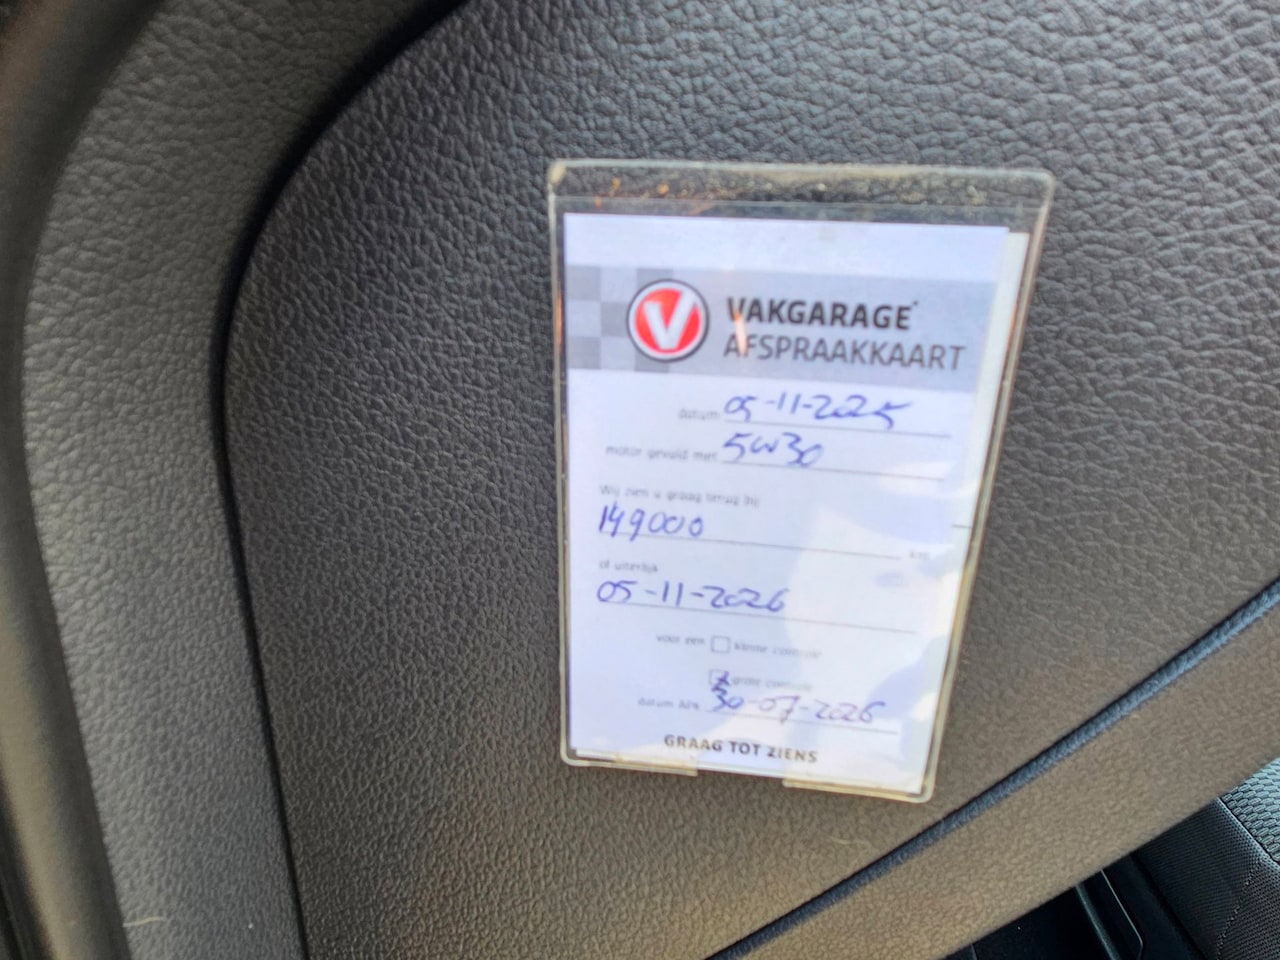 V VAKGARAGE
AFSPRAAKKAART
datum 05-11-2025
motor gevuld met 5W30
Wij zien u graag terug bij
149000 km
of uiterlijk
05-11-2026
voor een kleine controle
grote controle
datum APK 30-07-2026
GRAAG TOT ZIENS